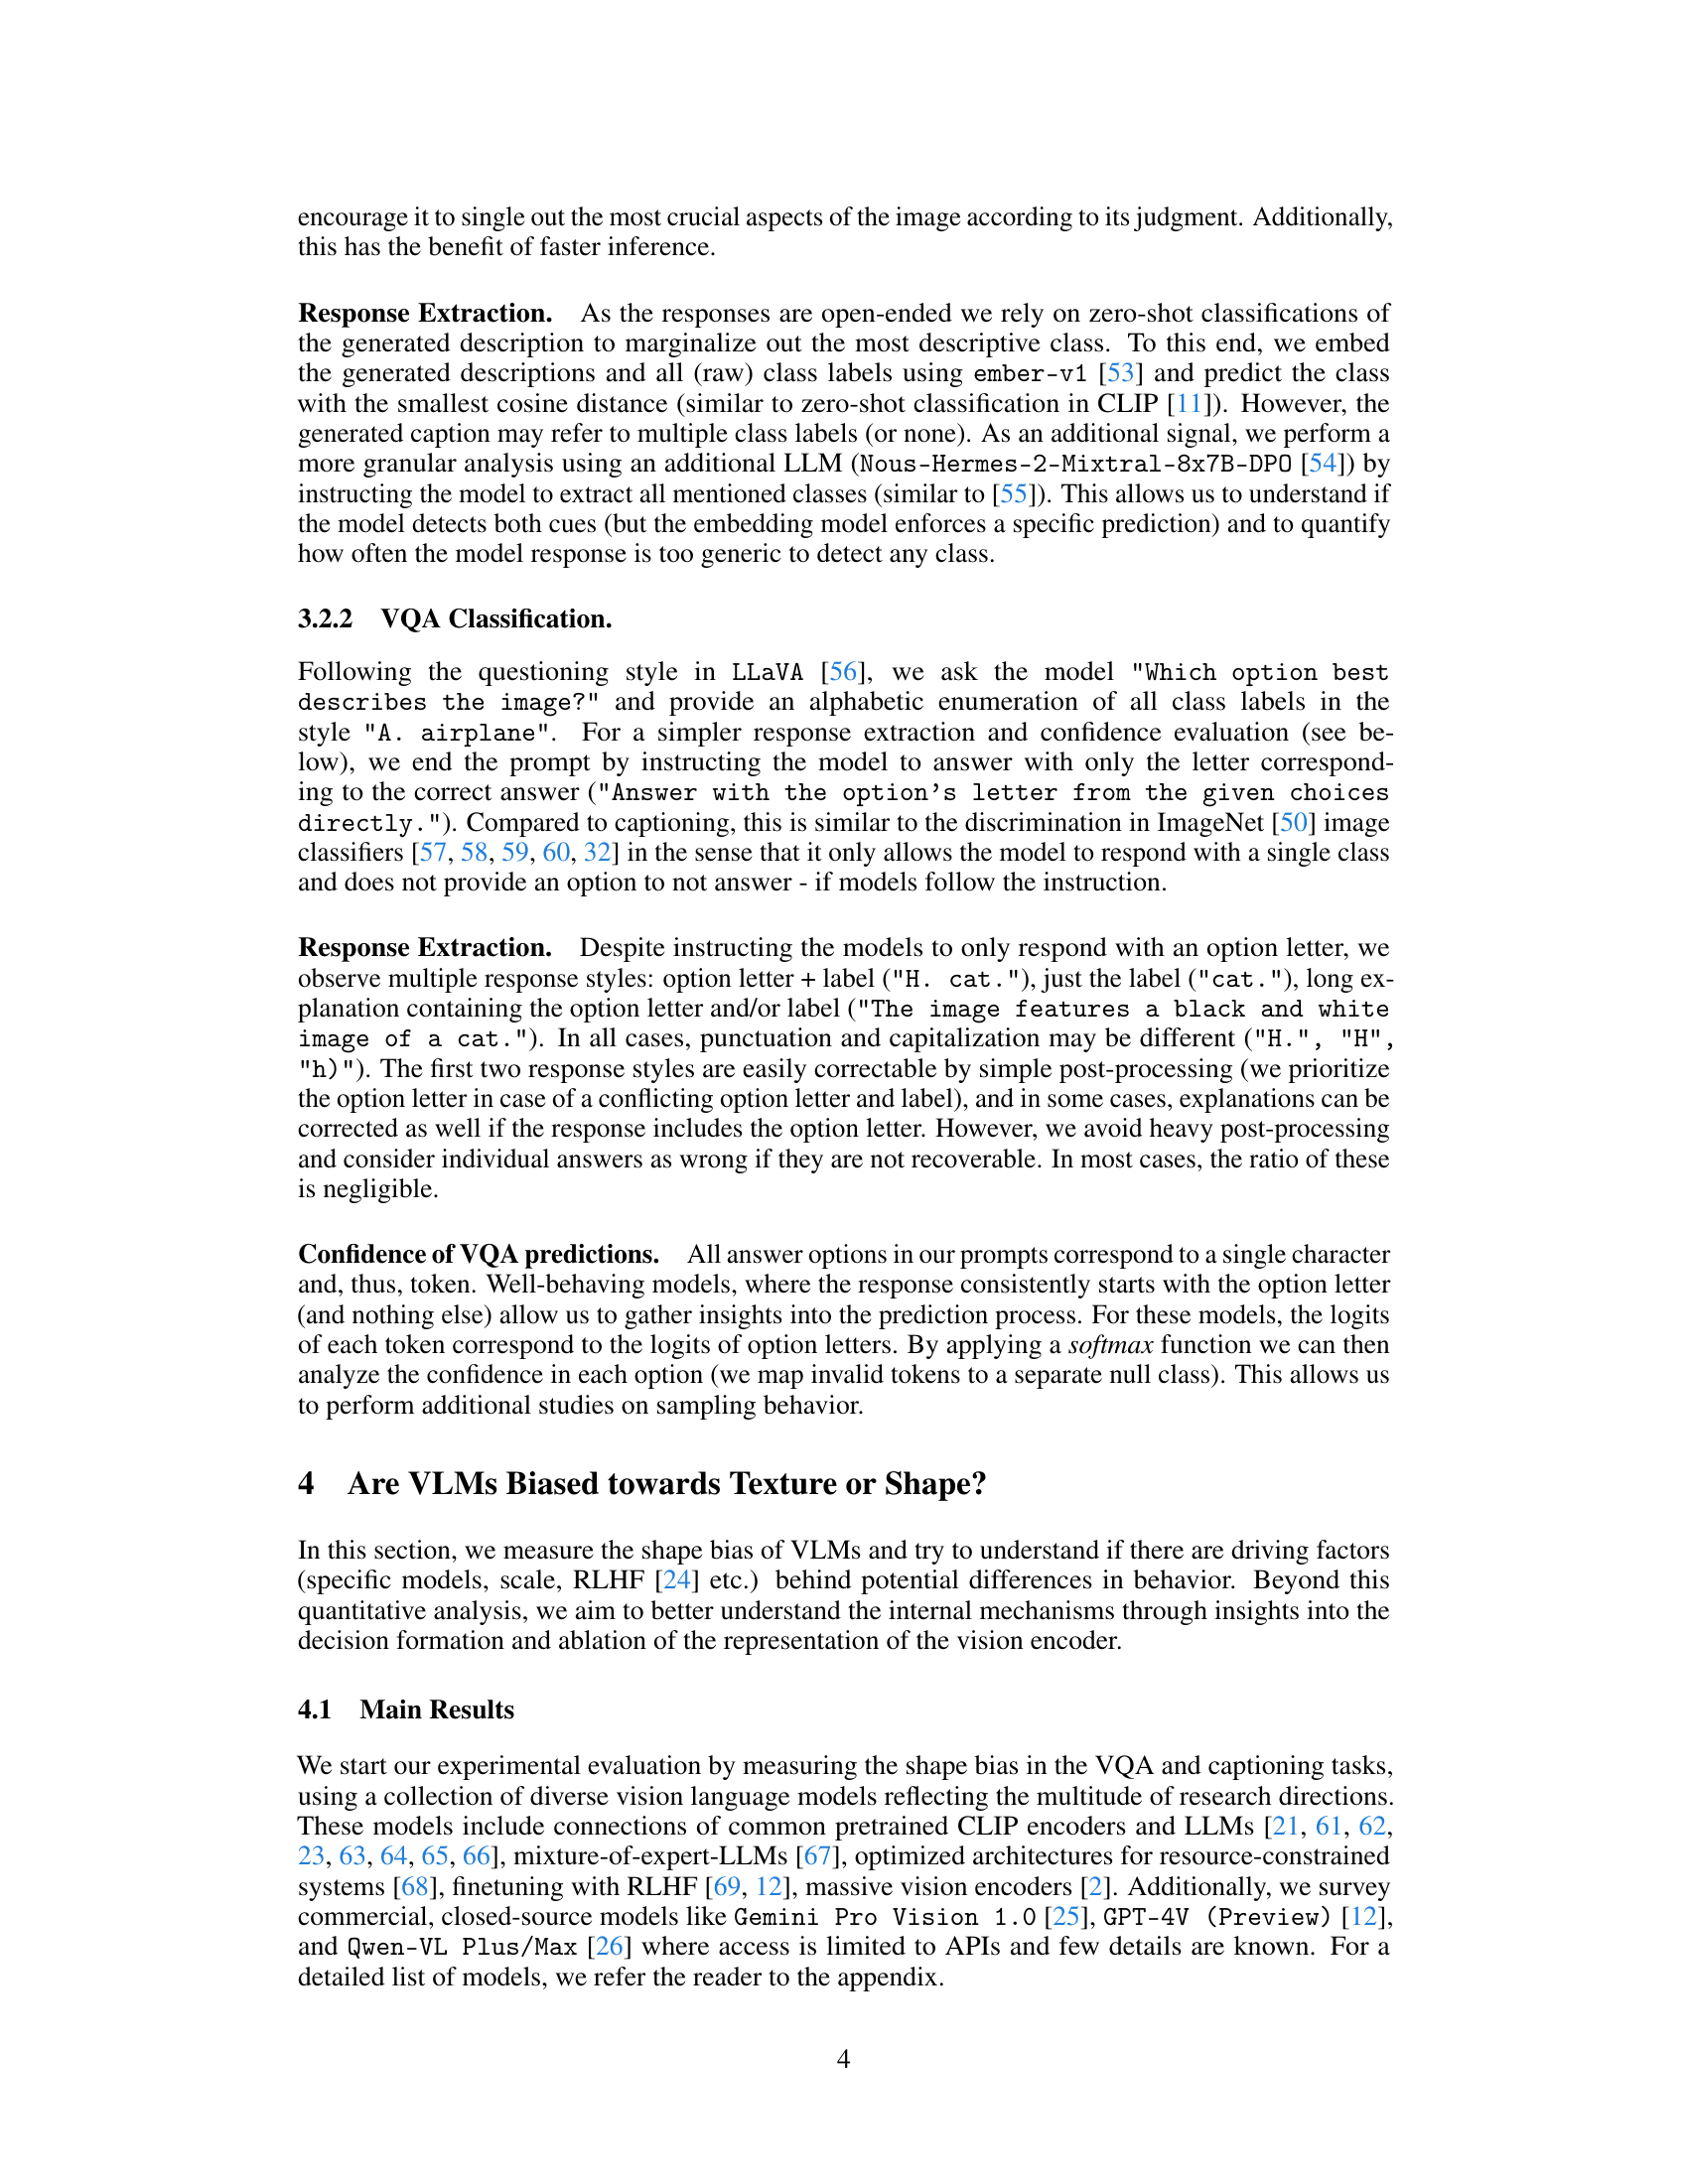 encourage it to single out the most crucial aspects of the image according to its judgment. Additionally,
this has the benefit of faster inference.
Response Extraction. As the responses are open-ended we rely on zero-shot classifications of
the generated description to marginalize out the most descriptive class. To this end, we embed
the generated descriptions and all (raw) class labels using ember-v1 [53] and predict the class
with the smallest cosine distance (similar to zero-shot classification in CLIP [11]). However, the
generated caption may refer to multiple class labels (or none). As an additional signal, we perform a
more granular analysis using an additional LLM (Nous-Hermes-2-Mixtral-8x7B-DPO [54]) by
instructing the model to extract all mentioned classes (similar to [55]). This allows us to understand if
the model detects both cues (but the embedding model enforces a specific prediction) and to quantify
how often the model response is too generic to detect any class.
3.2.2 VQA Classification.
Following the questioning style in LLaVA [56], we ask the model "Which option best
describes the image?" and provide an alphabetic enumeration of all class labels in the
style "A. airplane". For a simpler response extraction and confidence evaluation (see be-
low), we end the prompt by instructing the model to answer with only the letter correspond-
ing to the correct answer ("Answer with the option's letter from the given choices
directly."). Compared to captioning, this is similar to the discrimination in ImageNet [50] image
classifiers [57, 58, 59, 60, 32] in the sense that it only allows the model to respond with a single class
and does not provide an option to not answer - if models follow the instruction.
Response Extraction. Despite instructing the models to only respond with an option letter, we
observe multiple response styles: option letter + label ("H. cat."), just the label ("cat."), long ex-
planation containing the option letter and/or label ("The image features a black and white
image of a cat."). In all cases, punctuation and capitalization may be different ("H.", "H",
"h)"). The first two response styles are easily correctable by simple post-processing (we prioritize
the option letter in case of a conflicting option letter and label), and in some cases, explanations can be
corrected as well if the response includes the option letter. However, we avoid heavy post-processing
and consider individual answers as wrong if they are not recoverable. In most cases, the ratio of these
is negligible.
Confidence of VQA predictions. All answer options in our prompts correspond to a single character
and, thus, token. Well-behaving models, where the response consistently starts with the option letter
(and nothing else) allow us to gather insights into the prediction process. For these models, the logits
of each token correspond to the logits of option letters. By applying a softmax function we can then
analyze the confidence in each option (we map invalid tokens to a separate null class). This allows us
to perform additional studies on sampling behavior.
4 Are VLMs Biased towards Texture or Shape?
In this section, we measure the shape bias of VLMs and try to understand if there are driving factors
(specific models, scale, RLHF [24] etc.) behind potential differences in behavior. Beyond this
quantitative analysis, we aim to better understand the internal mechanisms through insights into the
decision formation and ablation of the representation of the vision encoder.
4.1 Main Results
We start our experimental evaluation by measuring the shape bias in the VQA and captioning tasks,
using a collection of diverse vision language models reflecting the multitude of research directions.
These models include connections of common pretrained CLIP encoders and LLMs [21, 61, 62,
23, 63, 64, 65, 66], mixture-of-expert-LLMs [67], optimized architectures for resource-constrained
systems [68], finetuning with RLHF [69, 12], massive vision encoders [2]. Additionally, we survey
commercial, closed-source models like Gemini Pro Vision 1.0 [25], GPT-4V (Preview) [12],
and Qwen-VL Plus/Max [26] where access is limited to APIs and few details are known. For a
detailed list of models, we refer the reader to the appendix.
4